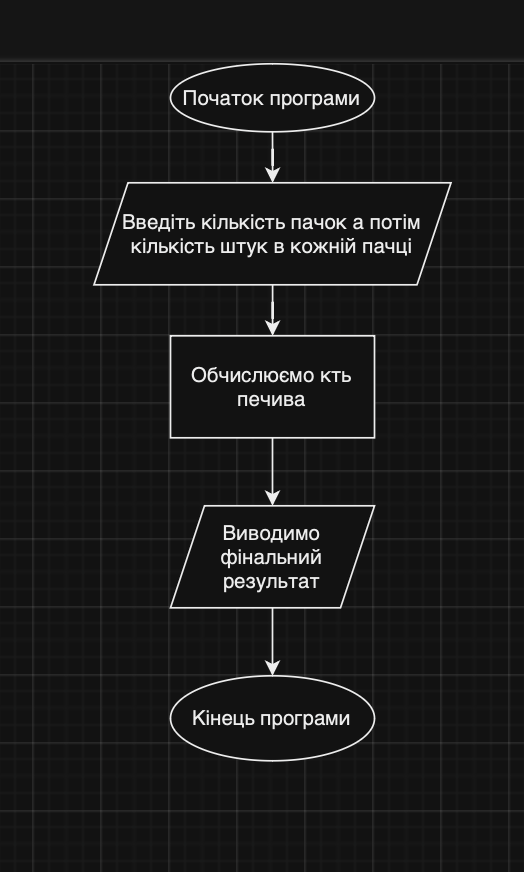 Початок програми
Введіть кількість пачок а потім
кількість штук в кожній пачці
Обчислюємо кть
печива
Виводимо
фінальний
результат
Кінець програми